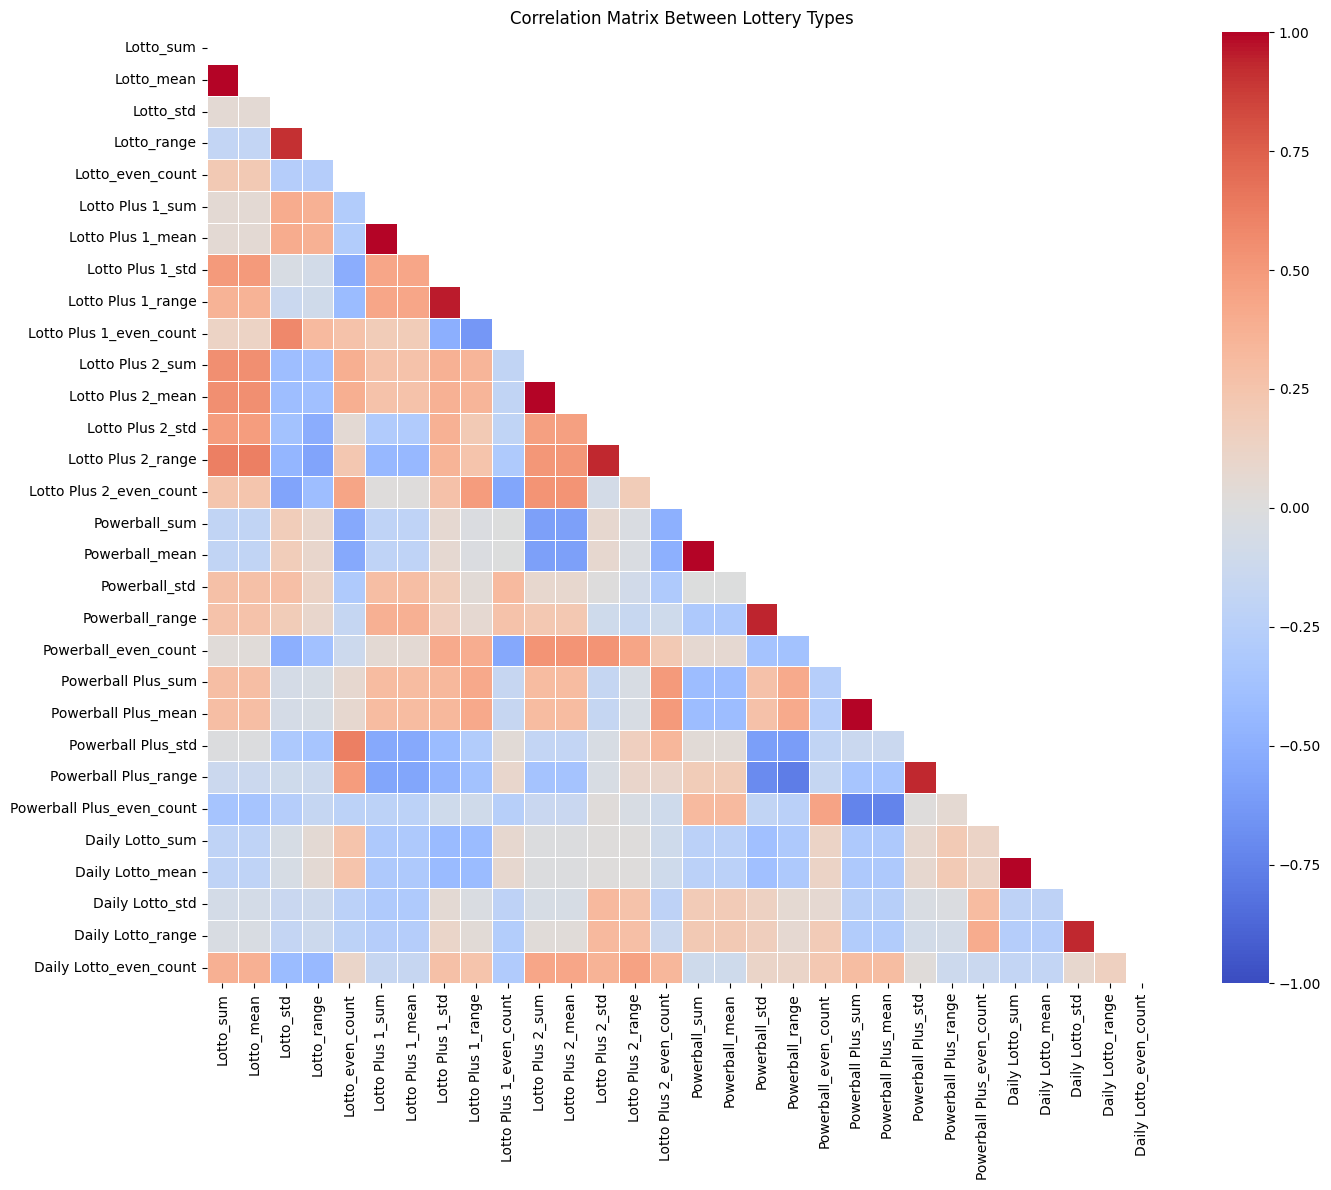 Correlation Matrix Between Lottery Types
Lotto_sum
Lotto_mean
Lotto_std
Lotto_range
Lotto_even_count
Lotto Plus 1_sum
Lotto Plus 1_mean
Lotto Plus 1_std
Lotto Plus 1_range
Lotto Plus 1_even_count
Lotto Plus 2_sum
Lotto Plus 2_mean
Lotto Plus 2_std
Lotto Plus 2_range
Lotto Plus 2_even_count
Powerball_sum
Powerball_mean
Powerball_std
Powerball_range
Powerball_even_count
Powerball Plus_sum
Powerball Plus_mean
Powerball Plus_std
Powerball Plus_range
Powerball Plus_even_count
Daily Lotto_sum
Daily Lotto_mean
Daily Lotto_std
Daily Lotto_range
Daily Lotto_even_count
Lotto_sum
Lotto_mean
Lotto_std
Lotto_range
Lotto_even_count
Lotto Plus 1_sum
Lotto Plus 1_mean
Lotto Plus 1_std
Lotto Plus 1_range
Lotto Plus 1_even_count
Lotto Plus 2_sum
Lotto Plus 2_mean
Lotto Plus 2_std
Lotto Plus 2_range
Lotto Plus 2_even_count
Powerball_sum
Powerball_mean
Powerball_std
Powerball_range
Powerball_even_count
Powerball Plus_sum
Powerball Plus_mean
Powerball Plus_std
Powerball Plus_range
Powerball Plus_even_count
Daily Lotto_sum
Daily Lotto_mean
Daily Lotto_std
Daily Lotto_range
Daily Lotto_even_count
1.00
0.75
0.50
0.25
0.00
−0.25
−0.50
−0.75
−1.00